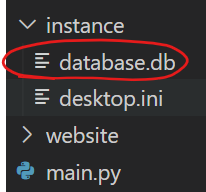 instance
database.db
desktop.ini
website
main.py